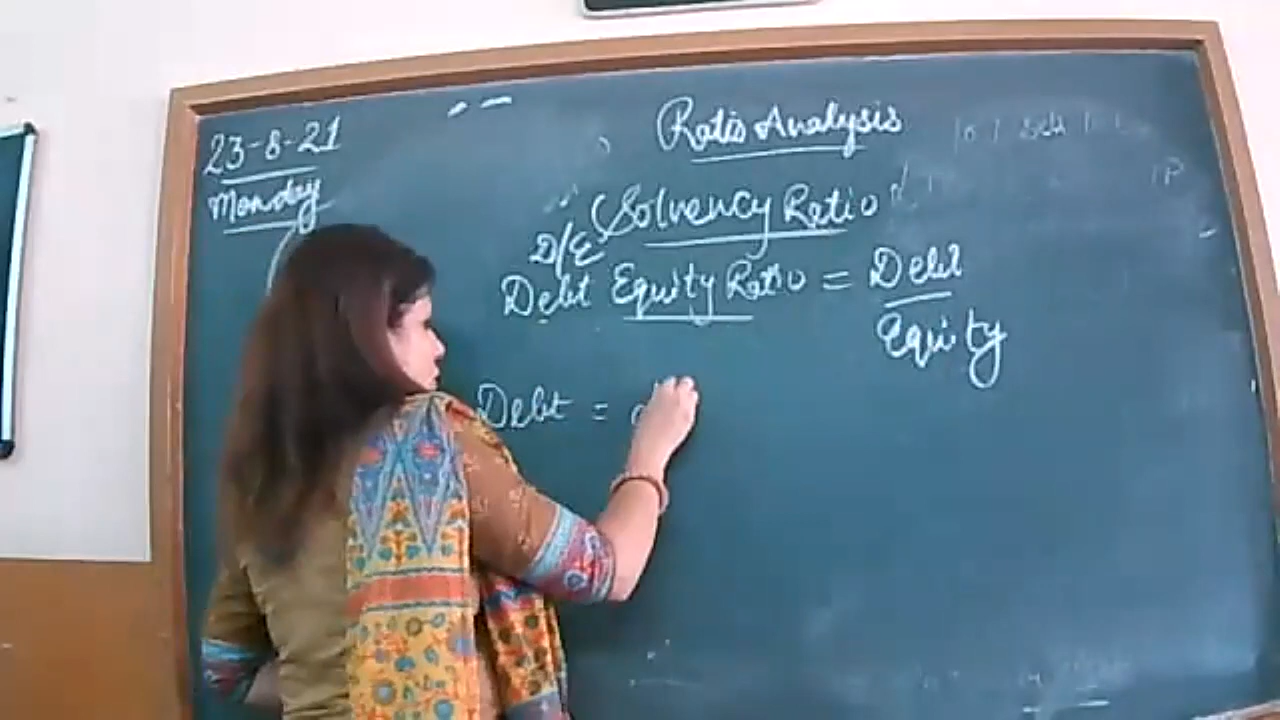 23-8-21
Monday
Ratio Analysis
Solvency Ratio
D/E
Debt Equity Ratio = Debt
Equity
Debt =